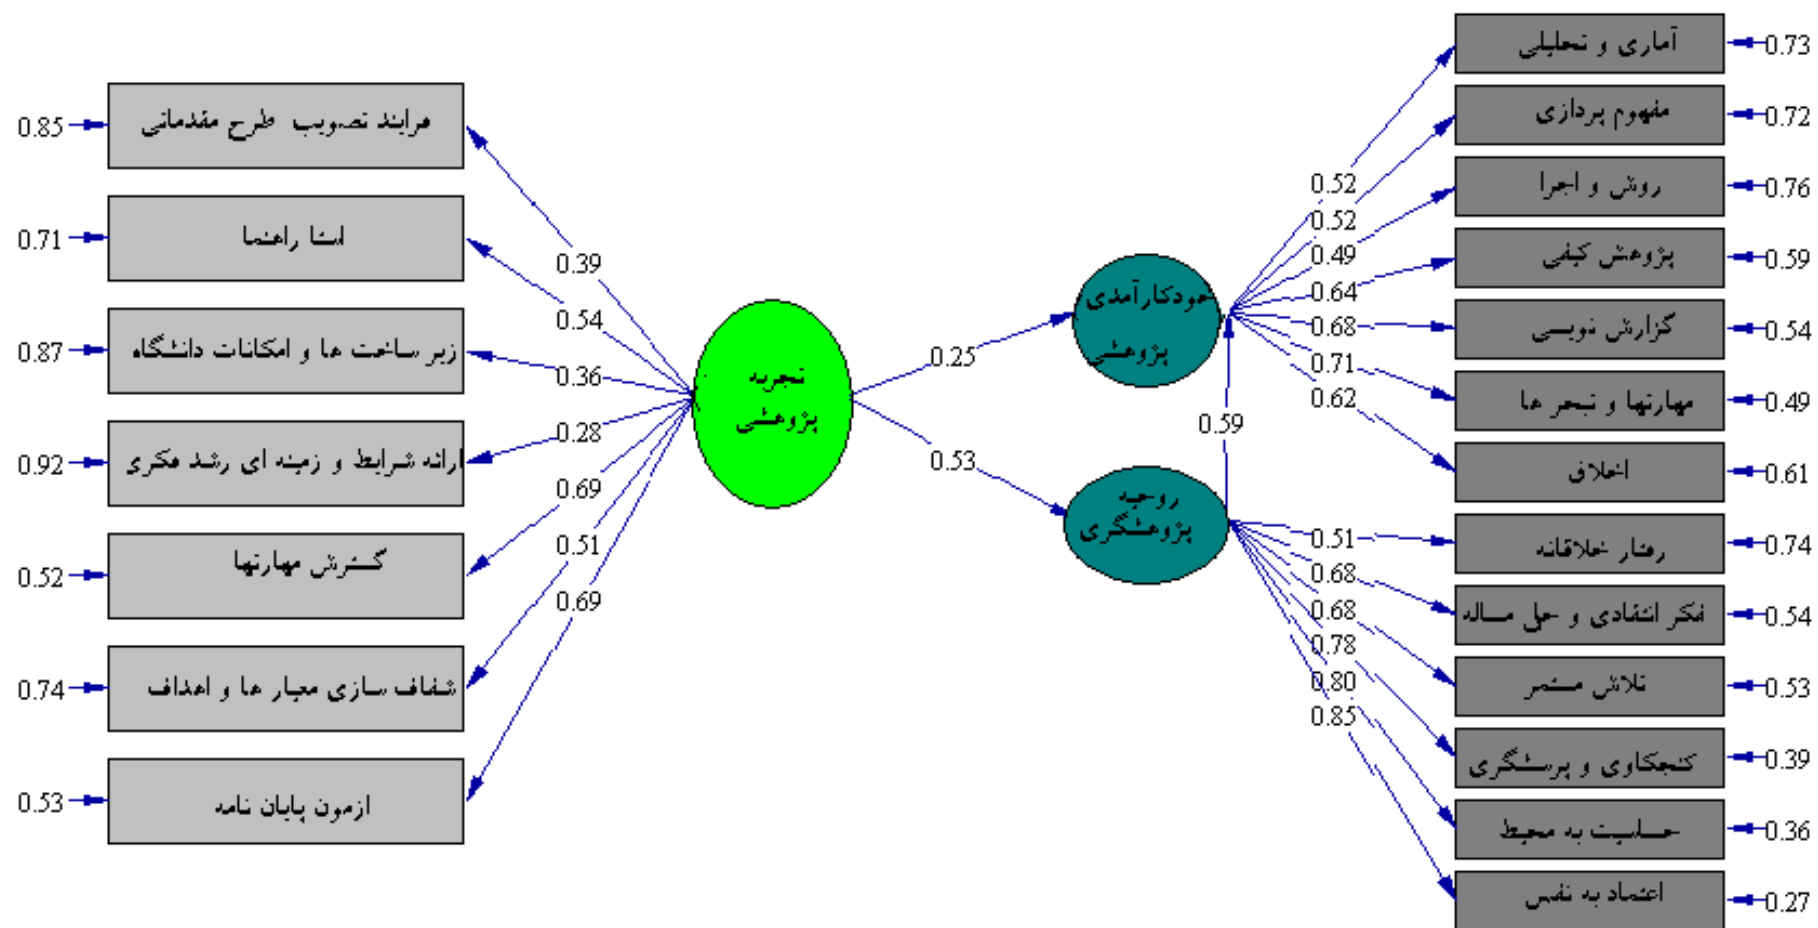 0.85
فرایند تصویب طرح مقدماتی
0.71
استا راهنما
0.87
زیر ساخت ها و امکانات دانشگاه
0.92
ارائه شرایط و زمینه ای رشد فکری
0.52
گسترش مهارتها
0.74
شفاف سازی معیار ها و اهداف
0.53
ازمون پایان نامه
0.39
0.54
0.36
0.28
0.69
0.51
0.69
تجربه
پژوهشی
0.25
0.53
خودکارآمدی
پژوهشی
0.59
روحیه
پژوهشگری
0.52
0.52
0.49
0.64
0.68
0.71
0.62
0.51
0.68
0.68
0.78
0.80
0.85
آماری و تحلیلی
0.73
مفهوم پردازی
0.72
روش و اجرا
0.76
پژوهش کیفی
0.59
گزارش نویسی
0.54
مهارتها و تبحر ها
0.49
اخلاق
0.61
رفتار خلاقانه
0.74
فکر انتقادی و حل مساله
0.54
تلاش مستمر
0.53
کنجکاوی و پرسشگری
0.39
حساسیت به محیط
0.36
اعتماد به نفس
0.27